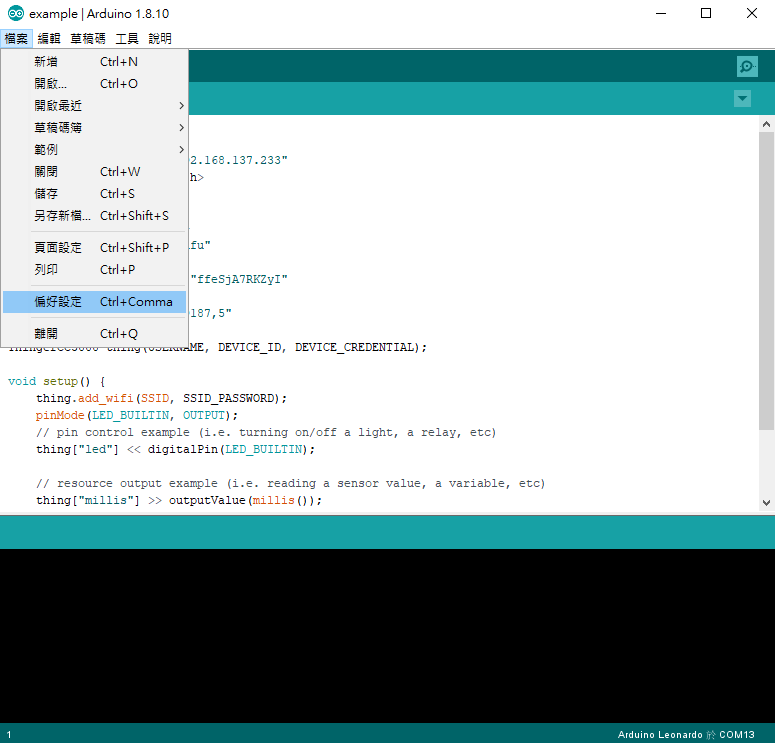 example | Arduino 1.8.10
檔案 編輯 草稿碼 工具 說明
新增 Ctrl+N
開啟... Ctrl+O
開啟最近
草稿碼簿
範例
關閉 Ctrl+W
儲存 Ctrl+S
另存新檔... Ctrl+Shift+S
頁面設定 Ctrl+Shift+P
列印 Ctrl+P
偏好設定 Ctrl+Comma
離開 Ctrl+Q
2.168.137.233"
h>
fu"
"ffeSjA7RKZyI"
187,5"
thing(USERNAME, DEVICE_ID, DEVICE_CREDENTIAL);
void setup() {
thing.add_wifi(SSID, SSID_PASSWORD);
pinMode(LED_BUILTIN, OUTPUT);
// pin control example (i.e. turning on/off a light, a relay, etc)
thing["led"] << digitalPin(LED_BUILTIN);
// resource output example (i.e. reading a sensor value, a variable, etc)
thing["millis"] >> outputValue(millis());
1 Arduino Leonardo 於 COM13